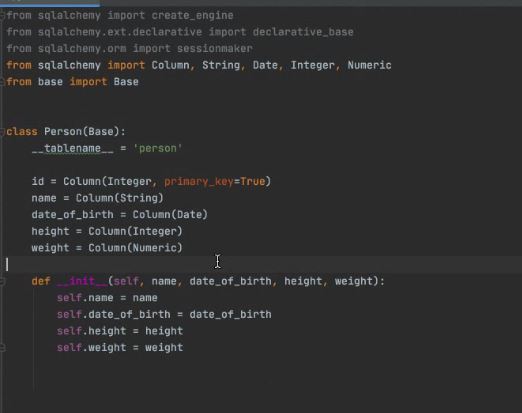 from sqlalchemy import create_engine
from sqlalchemy.ext.declarative import declarative_base
from sqlalchemy.orm import sessionmaker
from sqlalchemy import Column, String, Date, Integer, Numeric
from base import Base
class Person(Base):
    __tablename__ = 'person'
    id = Column(Integer, primary_key=True)
    name = Column(String)
    date_of_birth = Column(Date)
    height = Column(Integer)
    weight = Column(Numeric)
    def __init__(self, name, date_of_birth, height, weight):
        self.name = name
        self.date_of_birth = date_of_birth
        self.height = height
        self.weight = weight